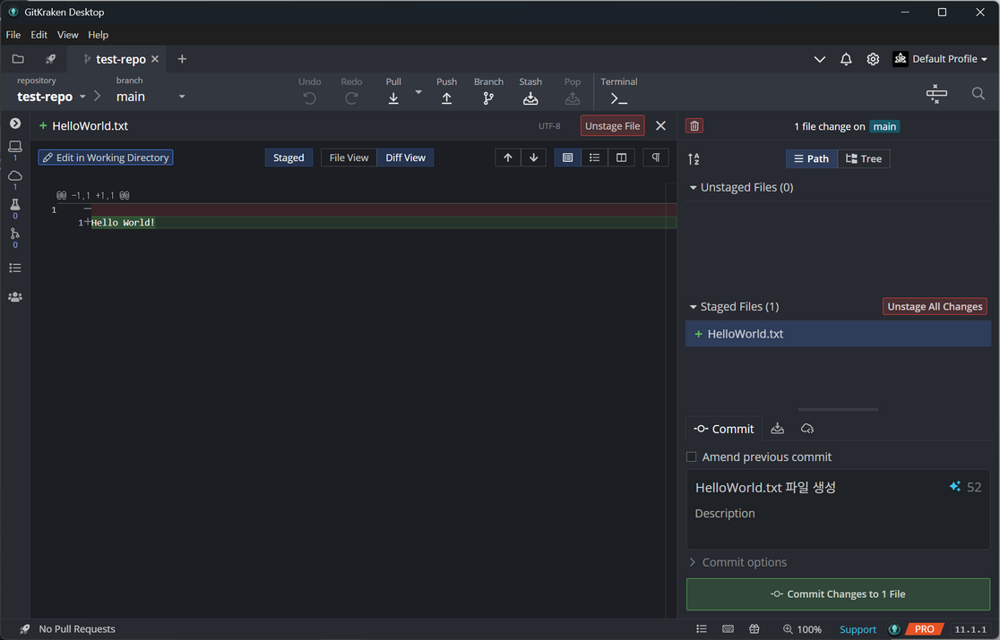 GitKraken Desktop
File Edit View Help
test-repo
Default Profile
repository
test-repo
branch
main
Undo Redo Pull Push Branch Stash Pop Terminal
HelloWorld.txt UTF-8 Unstage File
1 file change on main
Edit in Working Directory Staged File View Diff View
Path Tree
Unstaged Files (0)
@@ -1,1 +1,1 @@
1 −
1 +Hello World!
1
1
0
0
Staged Files (1) Unstage All Changes
HelloWorld.txt
Commit
Amend previous commit
HelloWorld.txt 파일 생성 52
Description
Commit options
Commit Changes to 1 File
No Pull Requests
100% Support PRO 11.1.1